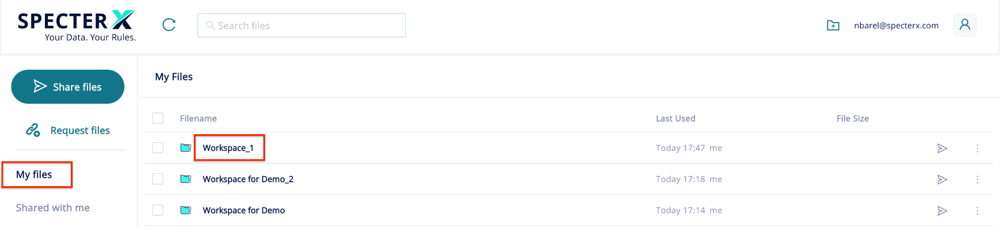 SPECTERX
Your Data. Your Rules.
Search files
nbarel@specterx.com
Share files
Request files
My files
Shared with me
My Files
Filename Last Used File Size
Workspace_1 Today 17:47 me
Workspace for Demo_2 Today 17:18 me
Workspace for Demo Today 17:14 me